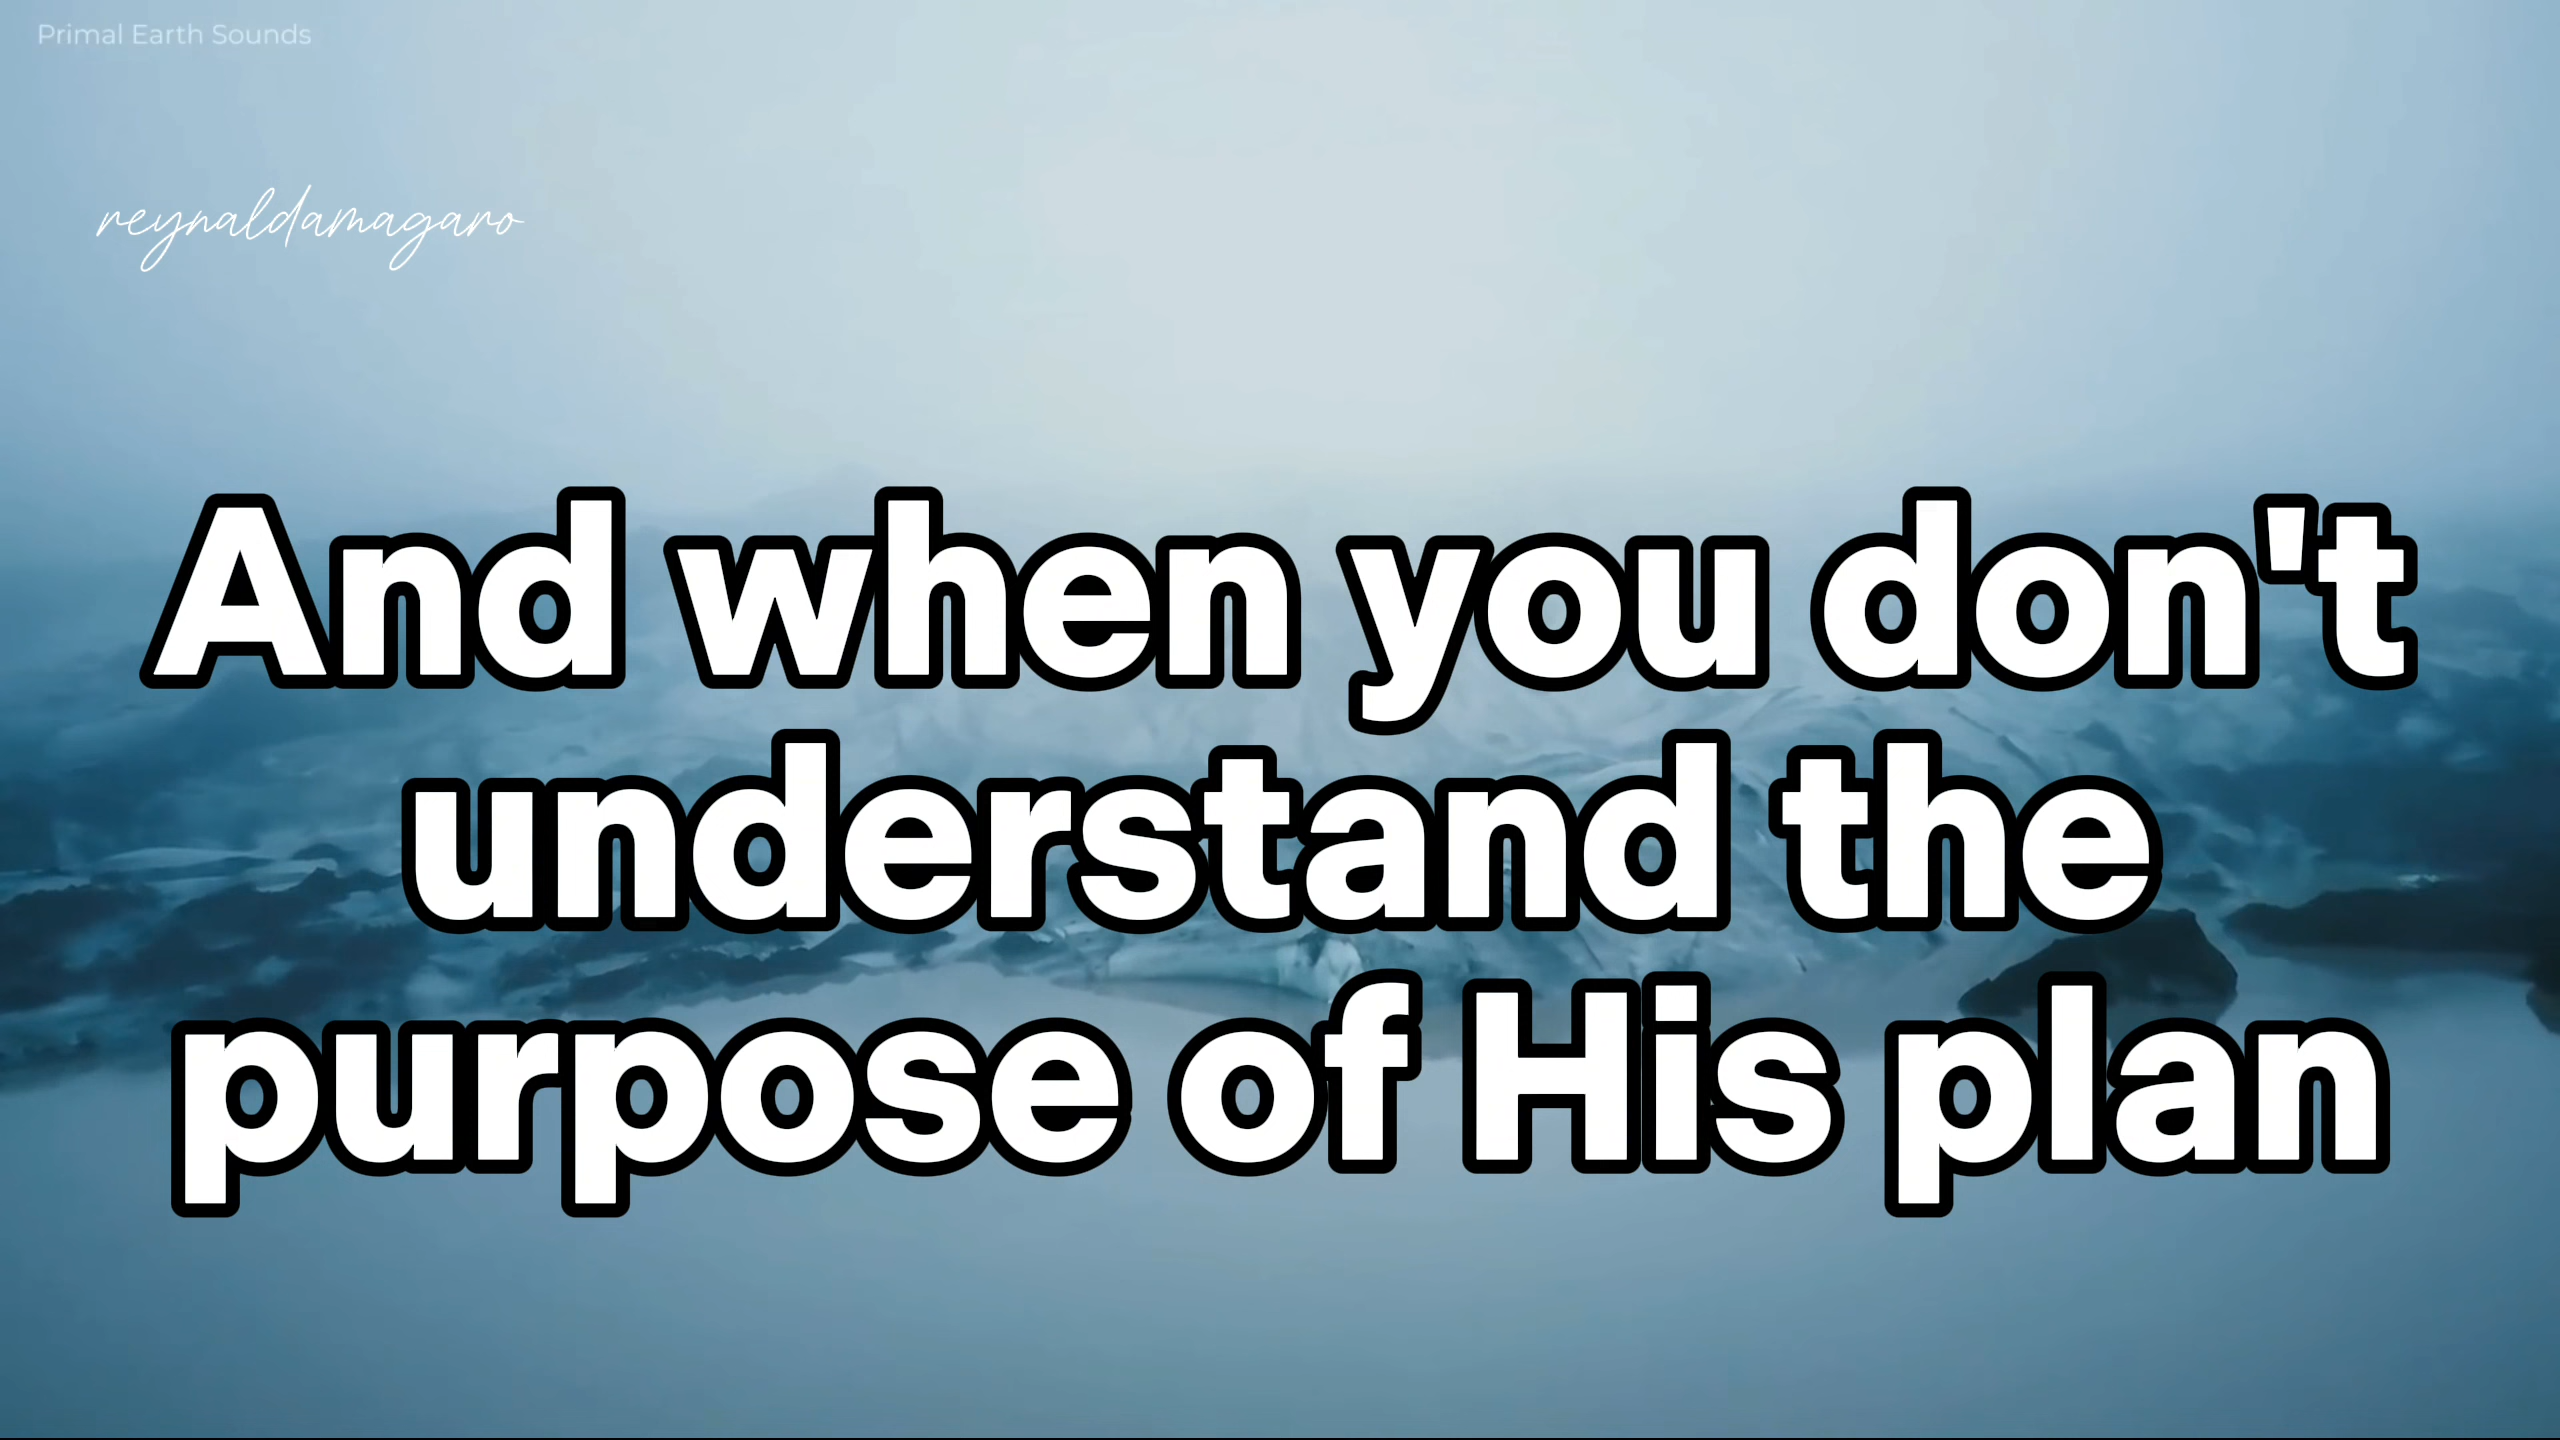 Primal Earth Sounds
reynaldamagaro
And when you don't
understand the
purpose of His plan